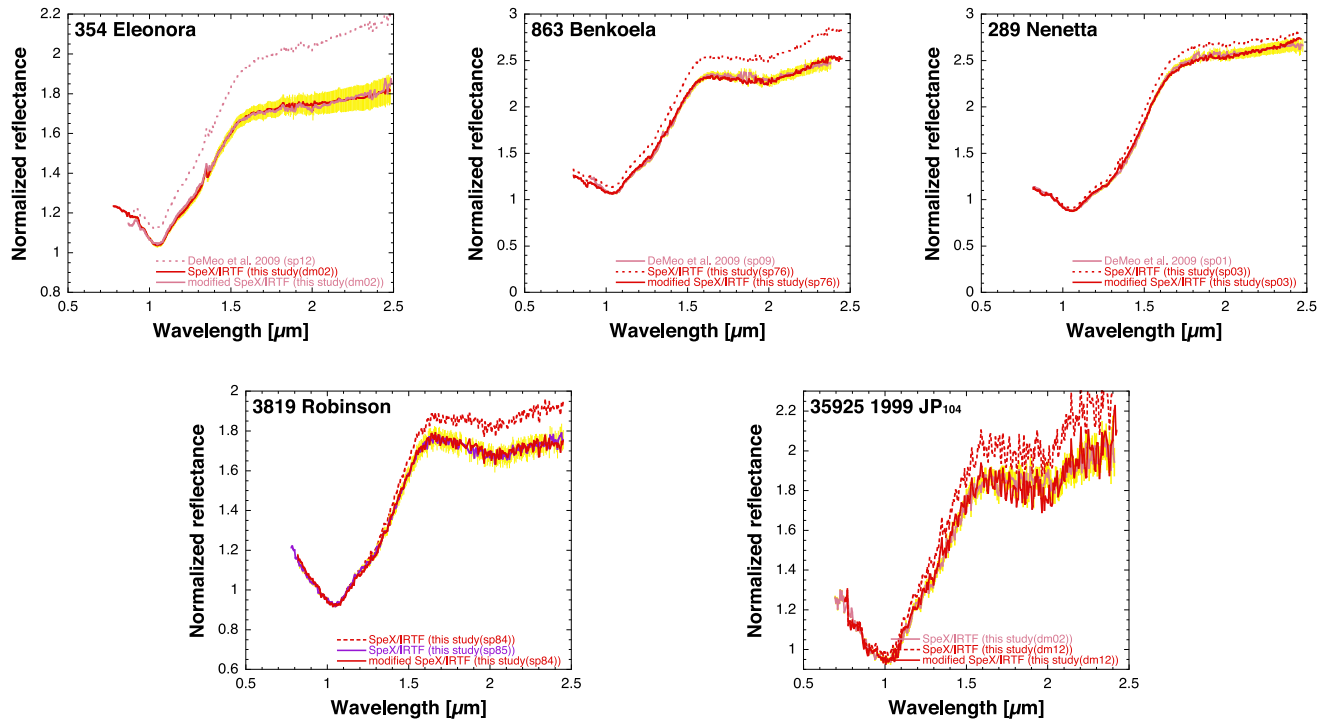 354 Eleonora
Normalized reflectance
2.2
2
1.8
1.6
1.4
1.2
1
0.8
DeMeo et al. 2009 (sp12)
SpeX/IRTF (this study(dm02))
modified SpeX/IRTF (this study(dm02))
0.5 1 1.5 2 2.5
Wavelength [µm]
863 Benkoela
Normalized reflectance
3
2.5
2
1.5
1
0.5
0
DeMeo et al. 2009 (sp09)
SpeX/IRTF (this study(sp76))
modified SpeX/IRTF (this study(sp76))
0.5 1 1.5 2 2.5
Wavelength [µm]
289 Nenetta
Normalized reflectance
3
2.5
2
1.5
1
0.5
0
DeMeo et al. 2009 (sp01)
SpeX/IRTF (this study(sp03))
modified SpeX/IRTF (this study(sp03))
0.5 1 1.5 2 2.5
Wavelength [µm]
3819 Robinson
Normalized reflectance
2
1.8
1.6
1.4
1.2
1
0.8
0.6
SpeX/IRTF (this study(sp84))
SpeX/IRTF (this study(sp85))
modified SpeX/IRTF (this study(sp84))
0.5 1 1.5 2 2.5
Wavelength [µm]
35925 1999 JP₁₀₄
Normalized reflectance
2.2
2
1.8
1.6
1.4
1.2
1
0.8
SpeX/IRTF (this study(dm02))
SpeX/IRTF (this study(dm12))
modified SpeX/IRTF (this study(dm12))
0.5 1 1.5 2 2.5
Wavelength [µm]